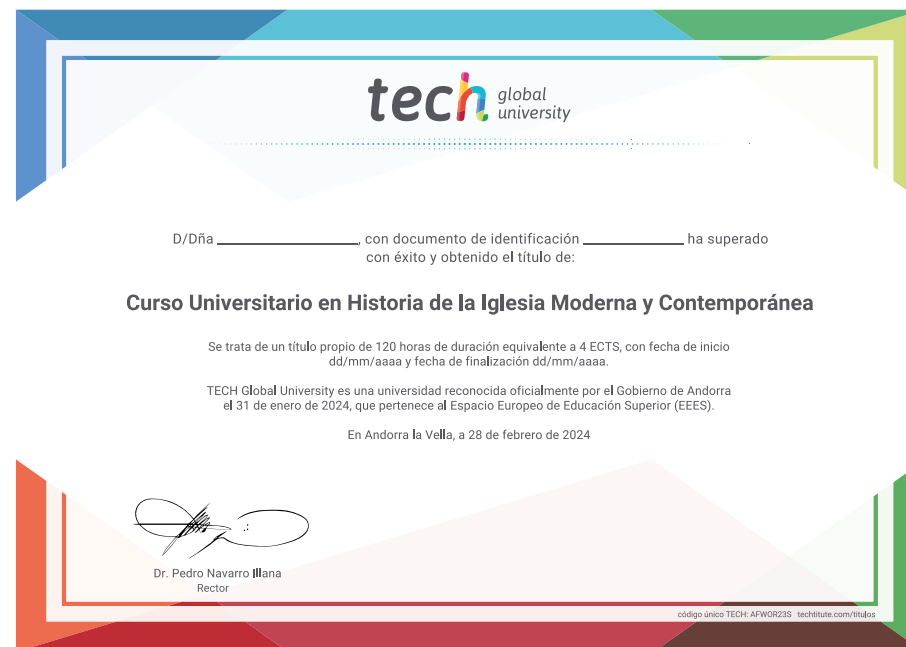 tech global
university
D/Dña ____________________, con documento de identificación ______________ ha superado
con éxito y obtenido el título de:
Curso Universitario en Historia de la Iglesia Moderna y Contemporánea
Se trata de un título propio de 120 horas de duración equivalente a 4 ECTS, con fecha de inicio
dd/mm/aaaa y fecha de finalización dd/mm/aaaa.
TECH Global University es una universidad reconocida oficialmente por el Gobierno de Andorra
el 31 de enero de 2024, que pertenece al Espacio Europeo de Educación Superior (EEES).
En Andorra la Vella, a 28 de febrero de 2024
Dr. Pedro Navarro Illana
Rector
código único TECH: AFWOR23S techtitute.com/titulos